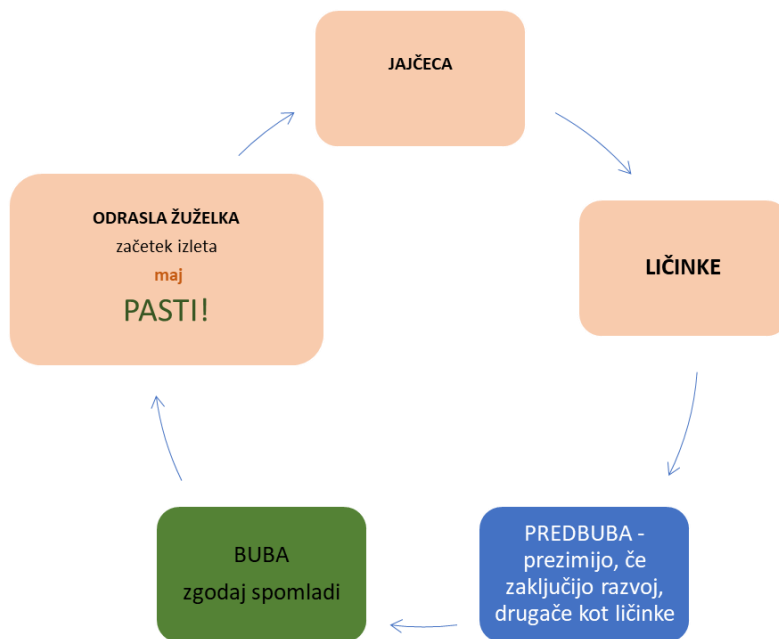 JAJČECA
LIČINKE
PREDBUBA -
prezimijo, če
zaključijo razvoj,
drugače kot ličinke
BUBA
zgodaj spomladi
ODRASLA ŽUŽELKA
začetek izleta
maj
PASTI!